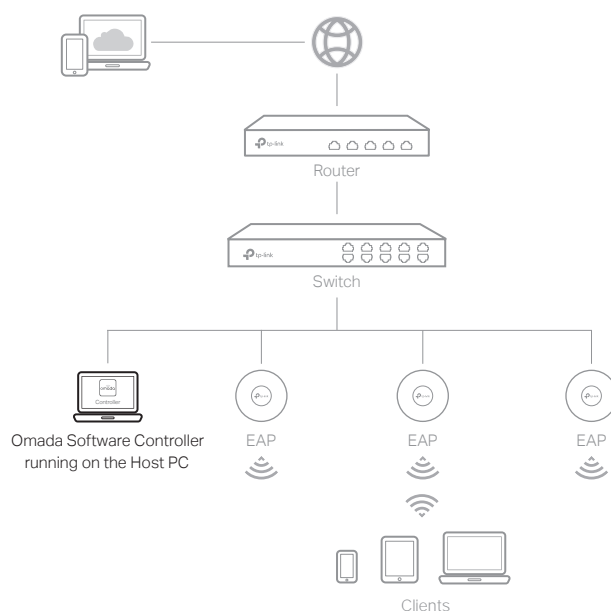 tp-link
Router
tp-link
Switch
omada
Controller
Omada Software Controller
running on the Host PC
EAP
EAP
EAP
Clients